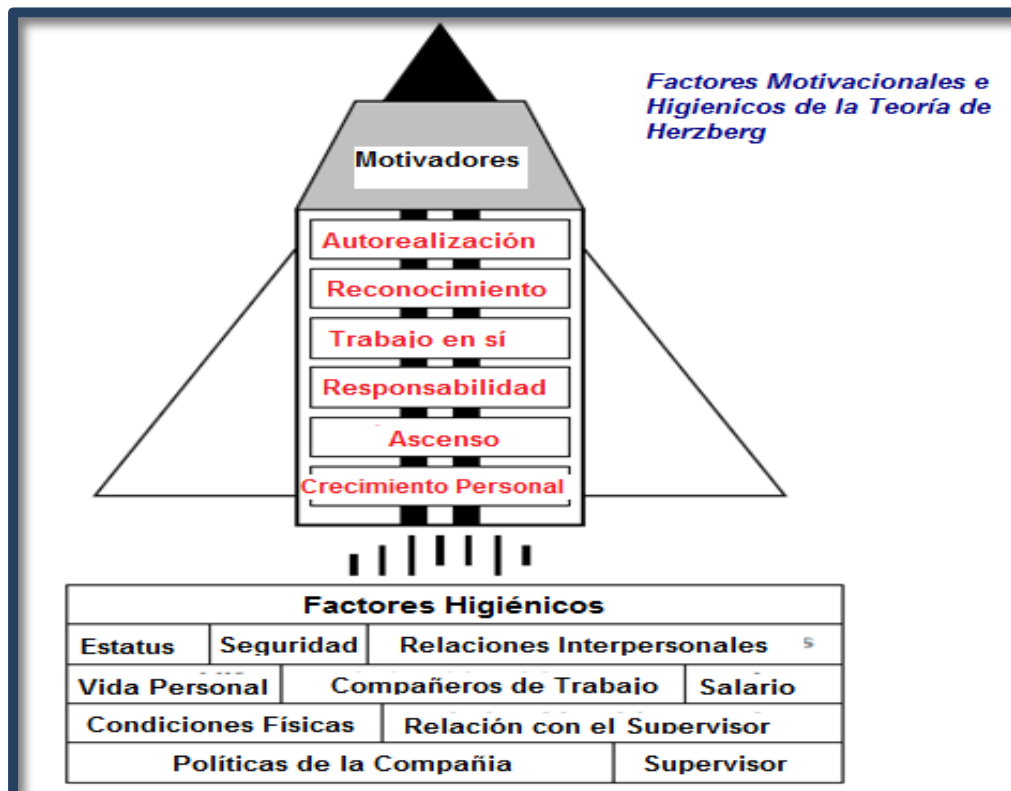 Factores Motivacionales e
Higienicos de la Teoría de
Herzberg
Motivadores
Autorealización
Reconocimiento
Trabajo en sí
Responsabilidad
Ascenso
Crecimiento Personal
Factores Higiénicos
Estatus Seguridad Relaciones Interpersonales s
Vida Personal Compañeros de Trabajo Salario
Condiciones Físicas Relación con el Supervisor
Políticas de la Compañia Supervisor